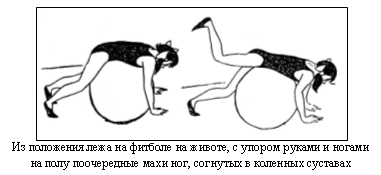 Из положения лежа на фитболе на животе, с упором руками и ногами
на полу поочередные махи ног, согнутых в коленных суставах